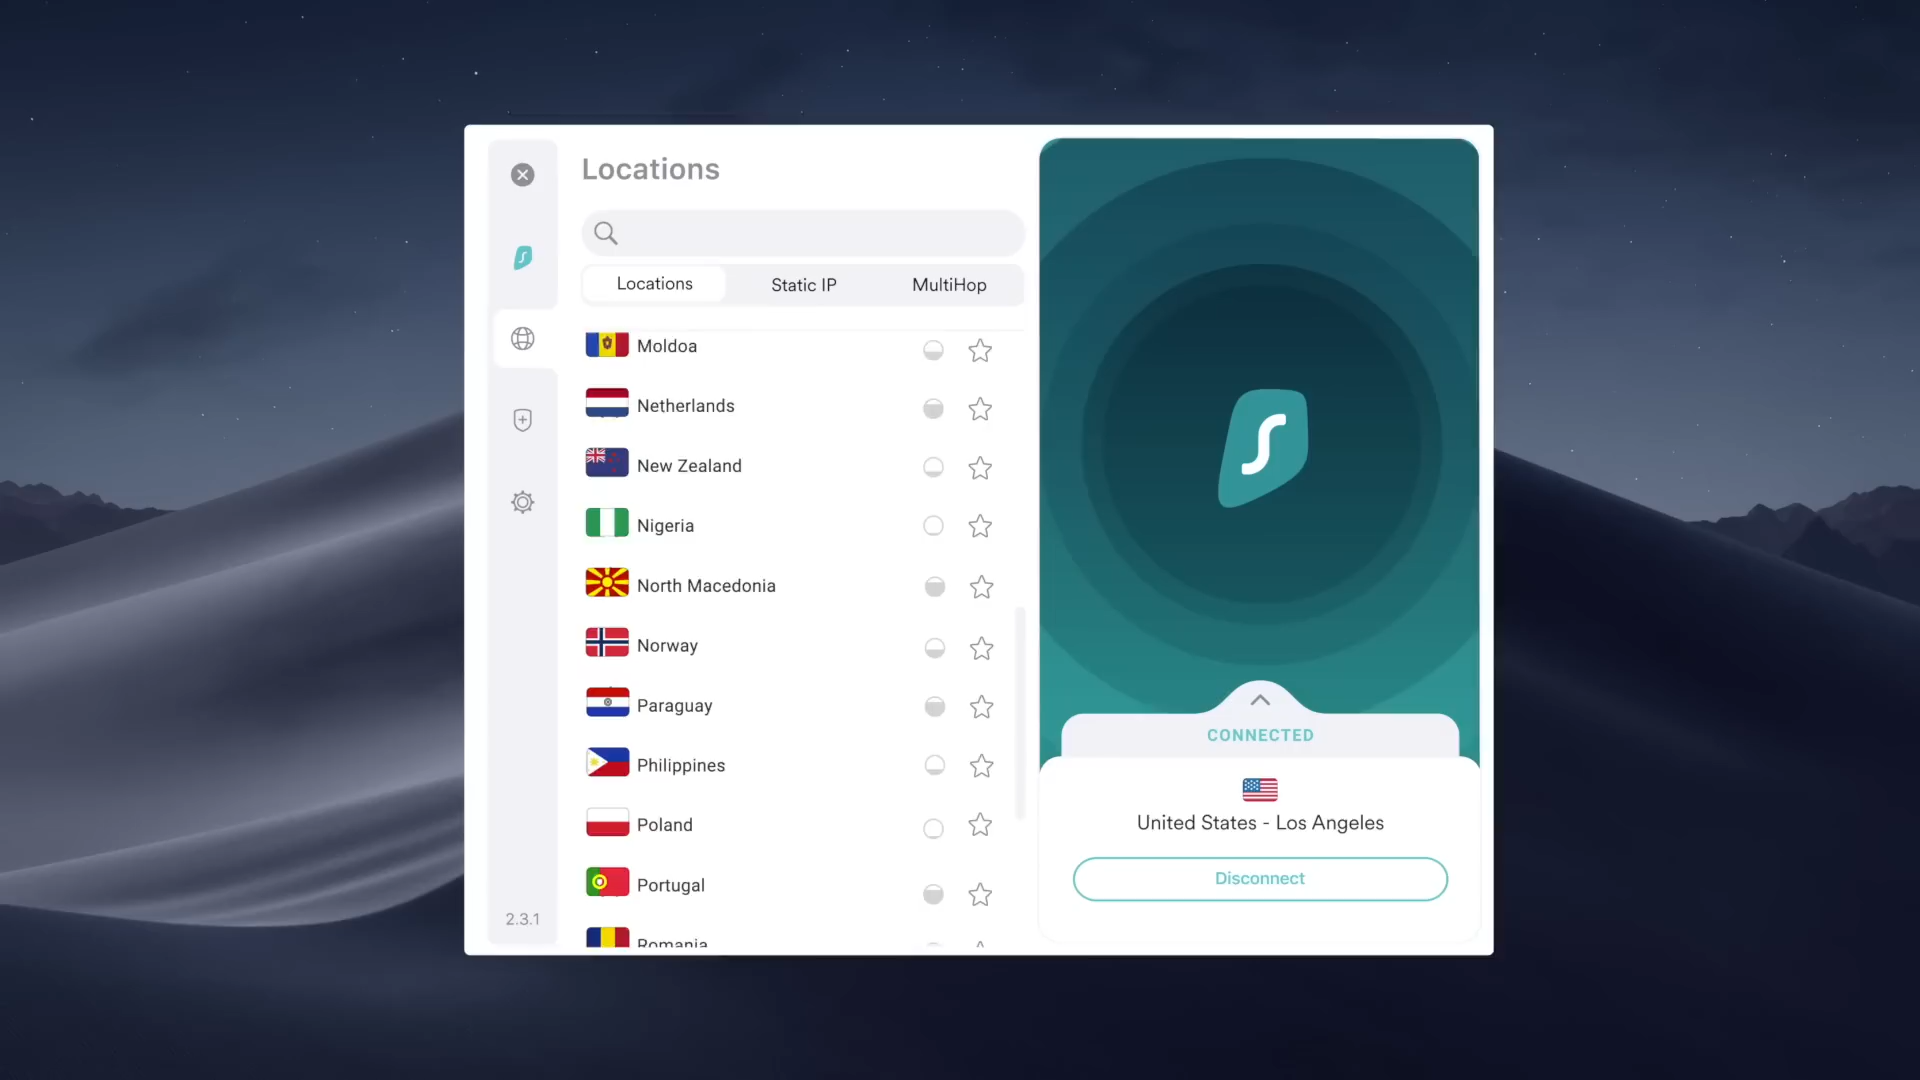 Locations
Locations
Static IP
MultiHop
Moldoa
Netherlands
New Zealand
Nigeria
North Macedonia
Norway
Paraguay
Philippines
Poland
Portugal
Romania
2.3.1
CONNECTED
United States - Los Angeles
Disconnect